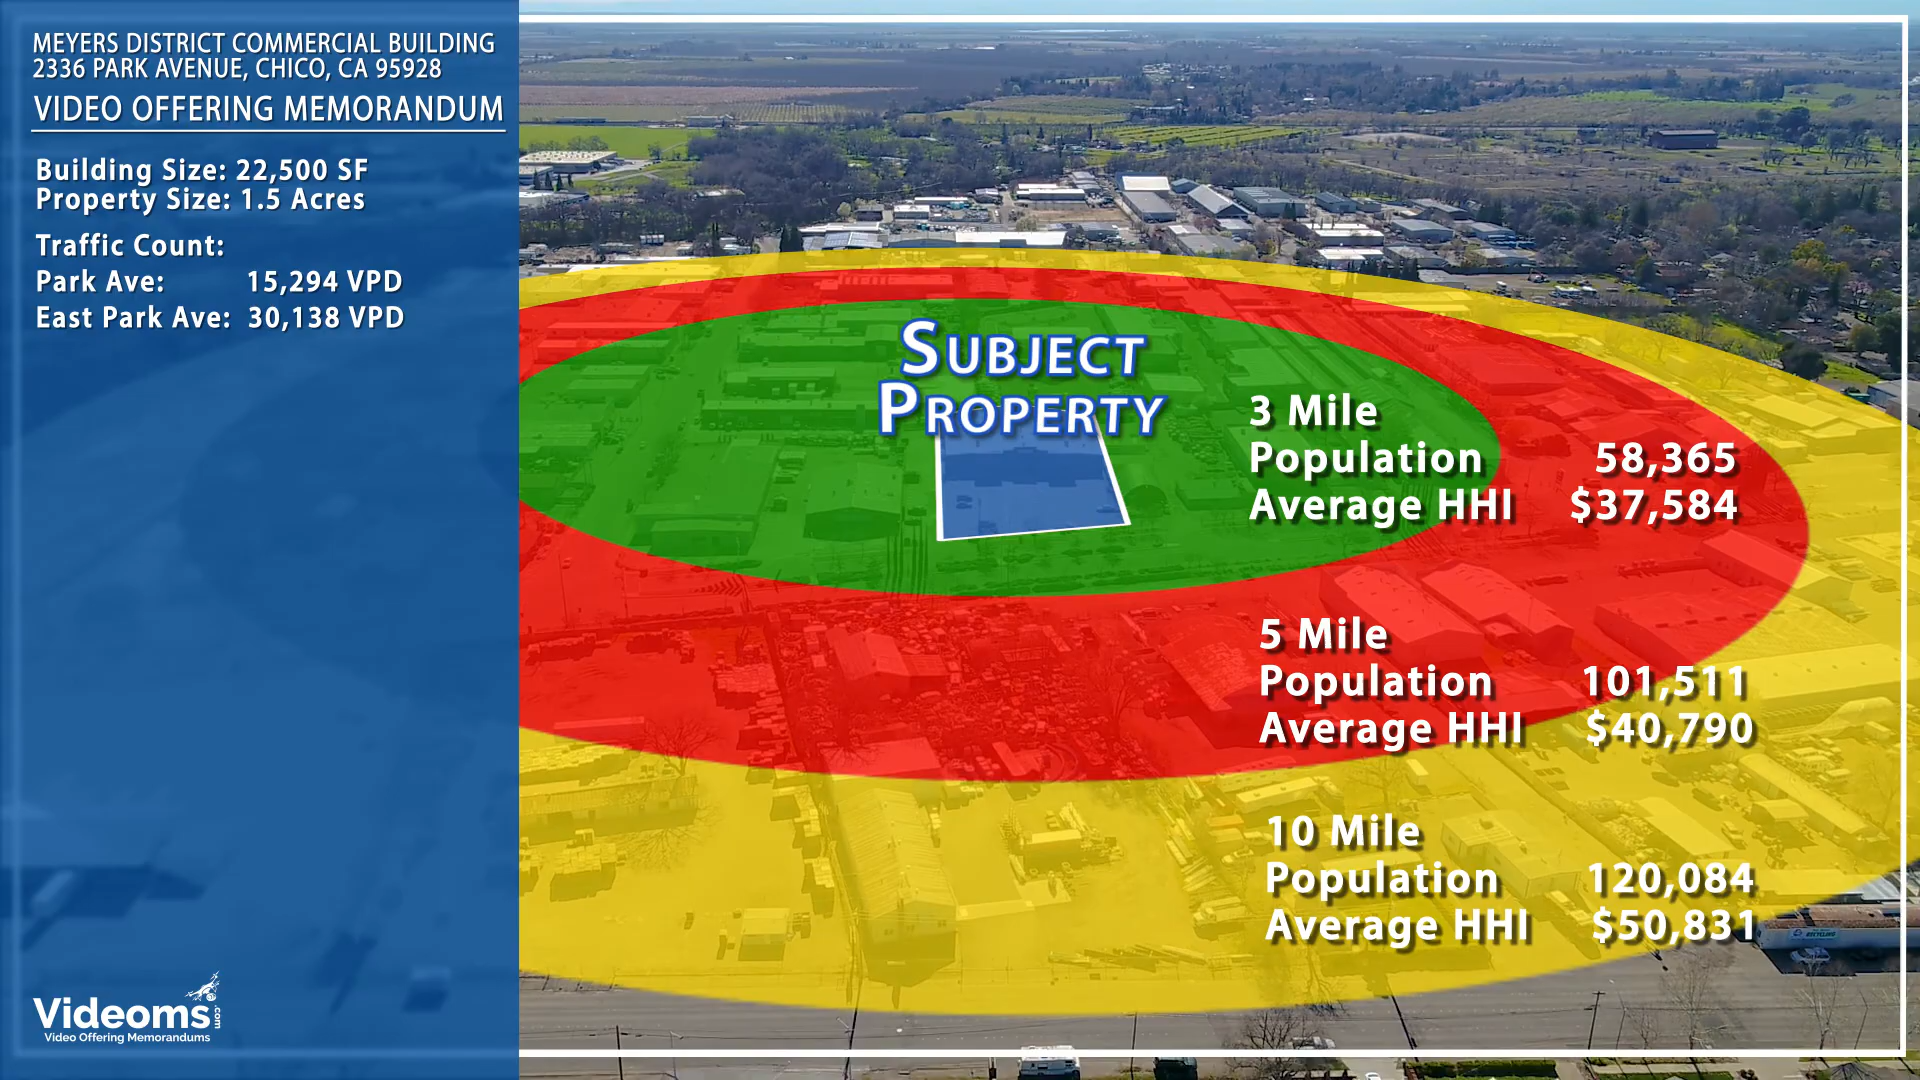 MEYERS DISTRICT COMMERCIAL BUILDING
2336 PARK AVENUE, CHICO, CA 95928
VIDEO OFFERING MEMORANDUM
Building Size: 22,500 SF
Property Size: 1.5 Acres
Traffic Count:
Park Ave: 15,294 VPD
East Park Ave: 30,138 VPD
SUBJECT
PROPERTY
3 Mile
Population 58,365
Average HHI $37,584
5 Mile
Population 101,511
Average HHI $40,790
10 Mile
Population 120,084
Average HHI $50,831
RECYCLING
Videoms.com
Video Offering Memorandums